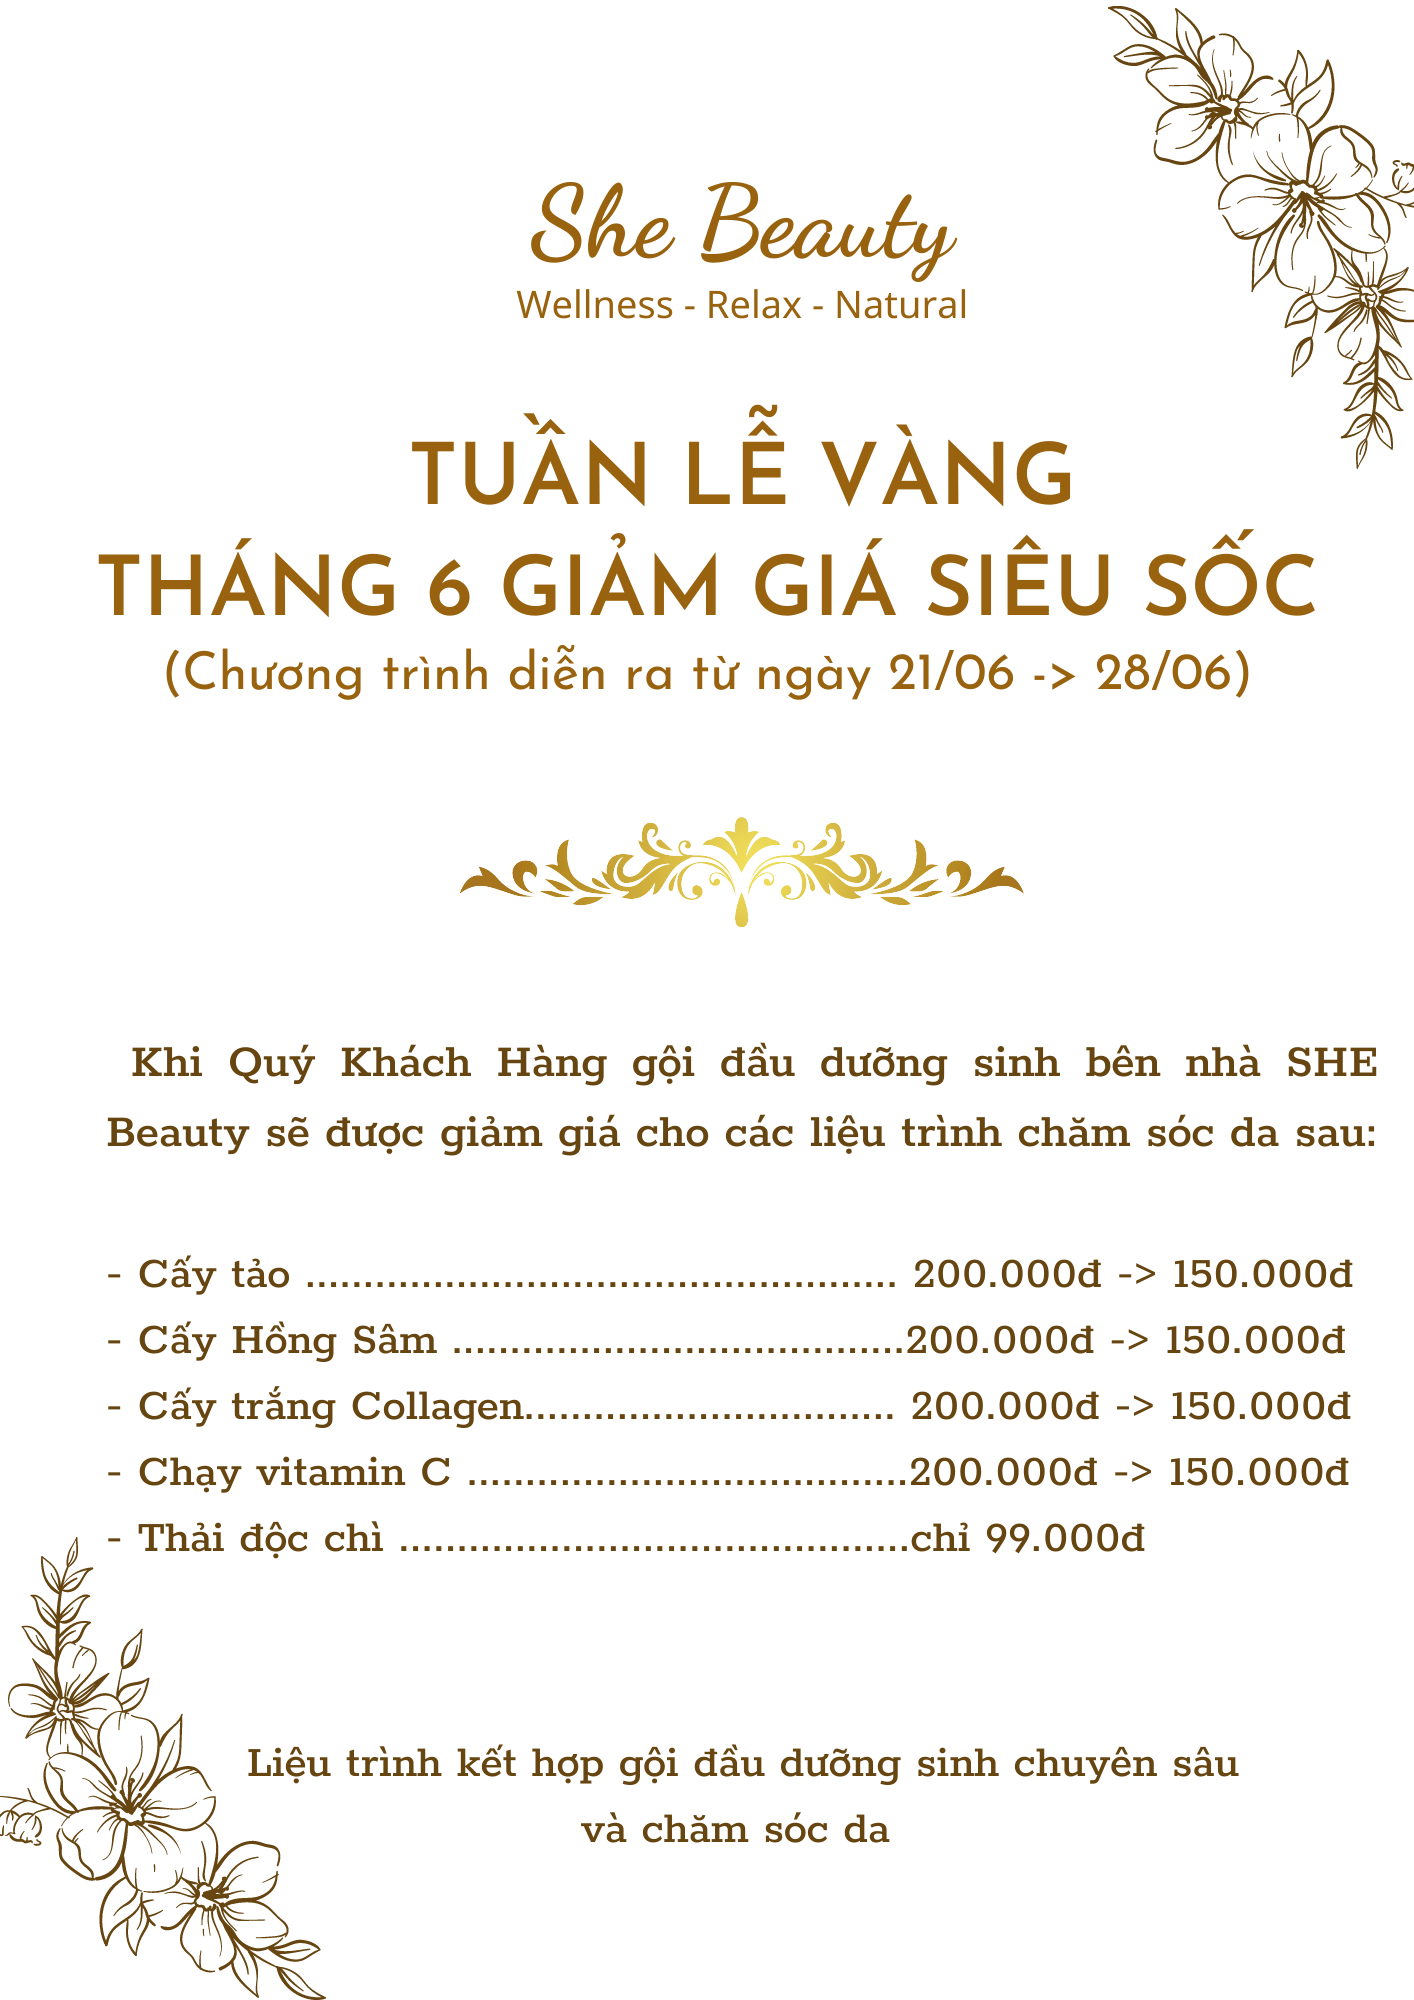 She Beauty
Wellness - Relax - Natural
TUẦN LỄ VÀNG
THÁNG 6 GIẢM GIÁ SIÊU SỐC
(Chương trình diễn ra từ ngày 21/06 -> 28/06)
Khi Quý Khách Hàng gội đầu dưỡng sinh bên nhà SHE
Beauty sẽ được giảm giá cho các liệu trình chăm sóc da sau:
- Cấy tảo ................................................... 200.000đ -> 150.000đ
- Cấy Hồng Sâm .......................................200.000đ -> 150.000đ
- Cấy trắng Collagen................................ 200.000đ -> 150.000đ
- Chạy vitamin C ......................................200.000đ -> 150.000đ
- Thải độc chì ............................................chỉ 99.000đ
Liệu trình kết hợp gội đầu dưỡng sinh chuyên sâu
và chăm sóc da